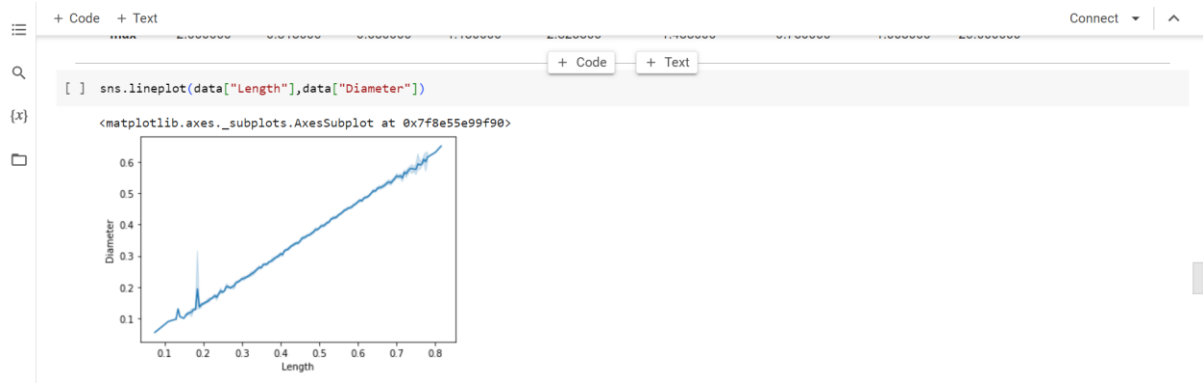 + Code + Text
Connect
+ Code + Text
[ ] sns.lineplot(data["Length"],data["Diameter"])
{x}
<matplotlib.axes._subplots.AxesSubplot at 0x7f8e55e99f90>
0.6
0.5
0.4
0.3
0.2
0.1
Diameter
0.1 0.2 0.3 0.4 0.5 0.6 0.7 0.8
Length